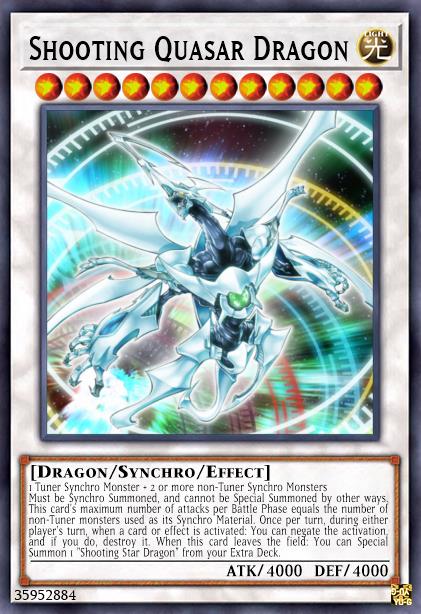 SHOOTING QUASAR DRAGON
LIGHT
光
[DRAGON/SYNCHRO/EFFECT]
1 Tuner Synchro Monster + 2 or more non-Tuner Synchro Monsters
Must be Synchro Summoned, and cannot be Special Summoned by other ways.
This card's maximum number of attacks per Battle Phase equals the number of
non-Tuner monsters used as its Synchro Material. Once per turn, during either
player's turn, when a card or effect is activated: You can negate the activation,
and if you do, destroy it. When this card leaves the field: You can Special
Summon 1 "Shooting Star Dragon" from your Extra Deck.
ATK/4000 DEF/4000
35952884